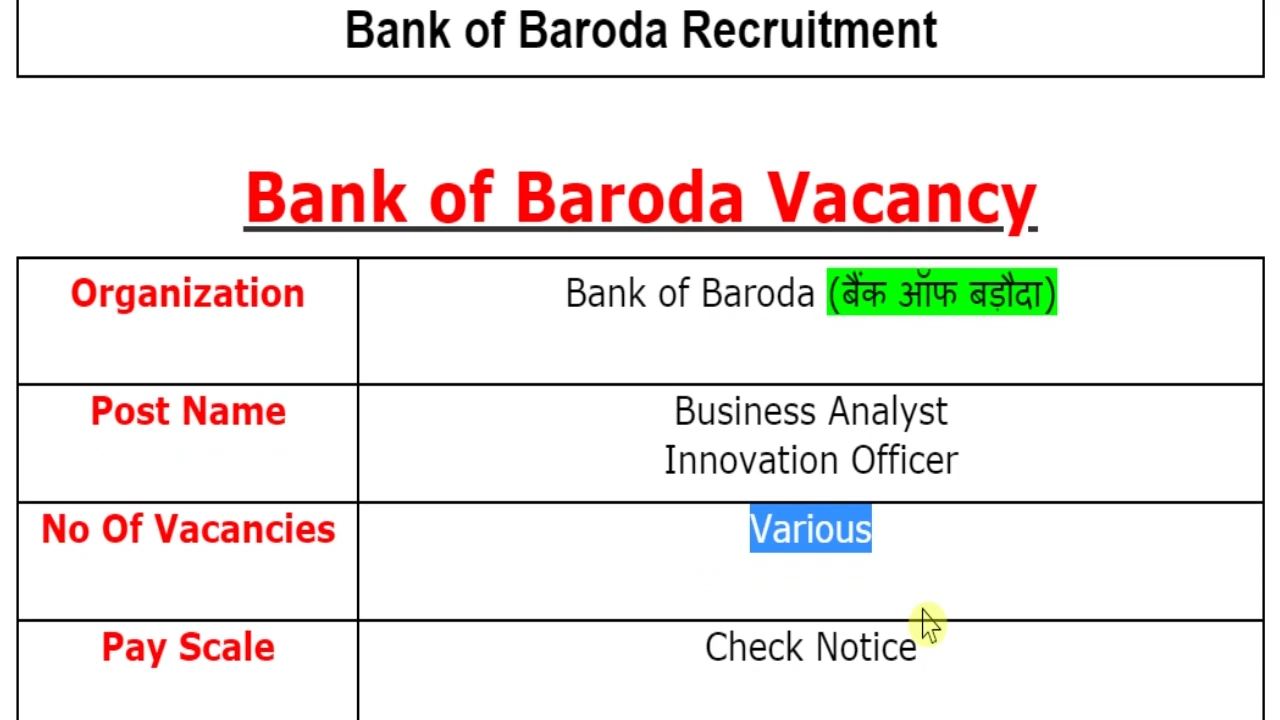 Bank of Baroda Recruitment
Bank of Baroda Vacancy
Organization
Bank of Baroda (बैंक ऑफ बड़ौदा)
Post Name
Business Analyst
Innovation Officer
No Of Vacancies
Various
Pay Scale
Check Notice